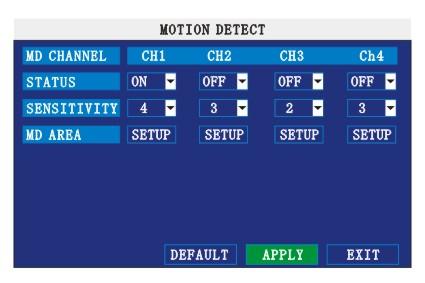 MOTION DETECT
MD CHANNEL CH1 CH2 CH3 Ch4
STATUS ON OFF OFF OFF
SENSITIVITY 4 3 2 3
MD AREA SETUP SETUP SETUP SETUP
DEFAULT APPLY EXIT